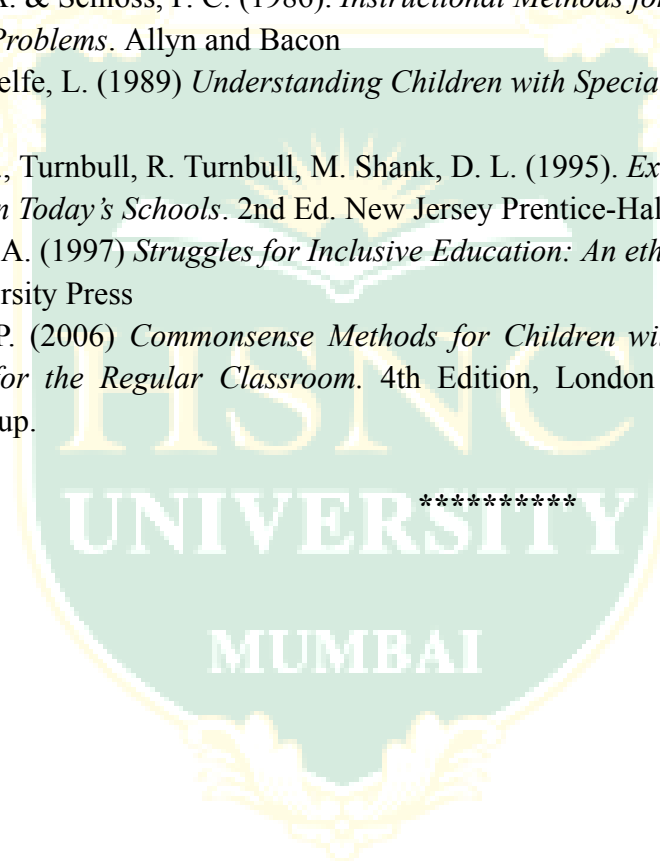 & Schloss, P. C. (1986). Instructional Methods for
Problems. Allyn and Bacon
elfe, L. (1989) Understanding Children with Specia
., Turnbull, R. Turnbull, M. Shank, D. L. (1995). Ex
n Today’s Schools. 2nd Ed. New Jersey Prentice-Hal
A. (1997) Struggles for Inclusive Education: An eth
rsity Press
P. (2006) Commonsense Methods for Children wi
for the Regular Classroom. 4th Edition, London
up.
HSNC
**********
UNIVERSITY
MUMBAI